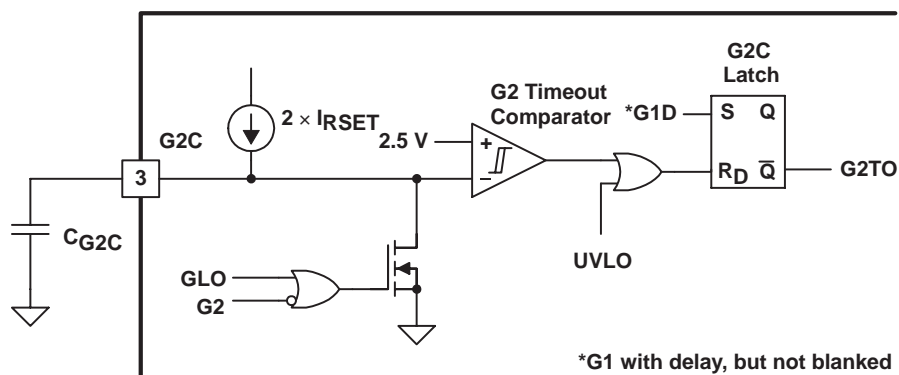 G2C
Latch
G2 Timeout
Comparator
*G1D
S Q
2 × IRSET
G2C
2.5 V
+
3
−
RD Q̅
G2TO
CG2C
UVLO
GLO
G2
*G1 with delay, but not blanked